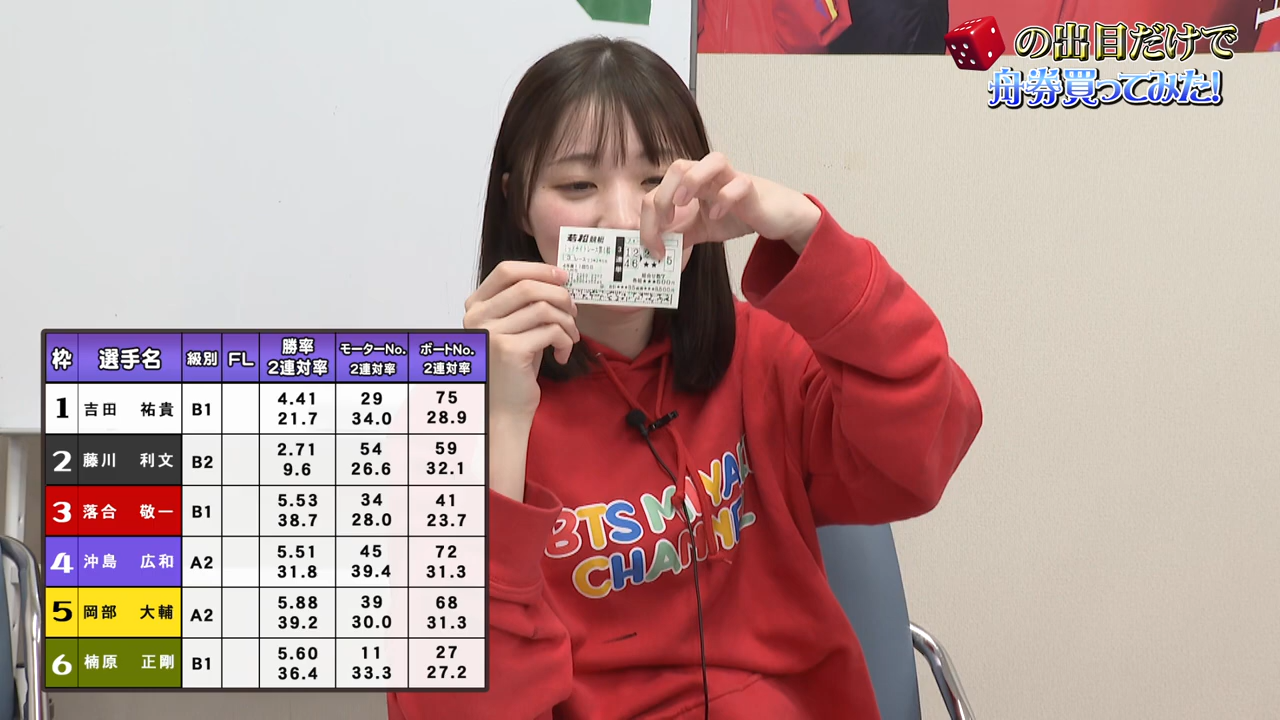 の出目だけで
舟券買ってみた!
若松競艇
3連単
枠 選手名 級別 FL 勝率 2連対率 モーターNo. 2連対率 ボートNo. 2連対率
1 吉田 祐貴 B1 4.41 21.7 29 34.0 75 28.9
2 藤川 利文 B2 2.71 9.6 54 26.6 59 32.1
3 落合 敬一 B1 5.53 38.7 34 28.0 41 23.7
4 沖島 広和 A2 5.51 31.8 45 39.4 72 31.3
5 岡部 大輔 A2 5.88 39.2 39 30.0 68 31.3
6 楠原 正剛 B1 5.60 36.4 11 33.3 27 27.2
BTS
CHANNEL